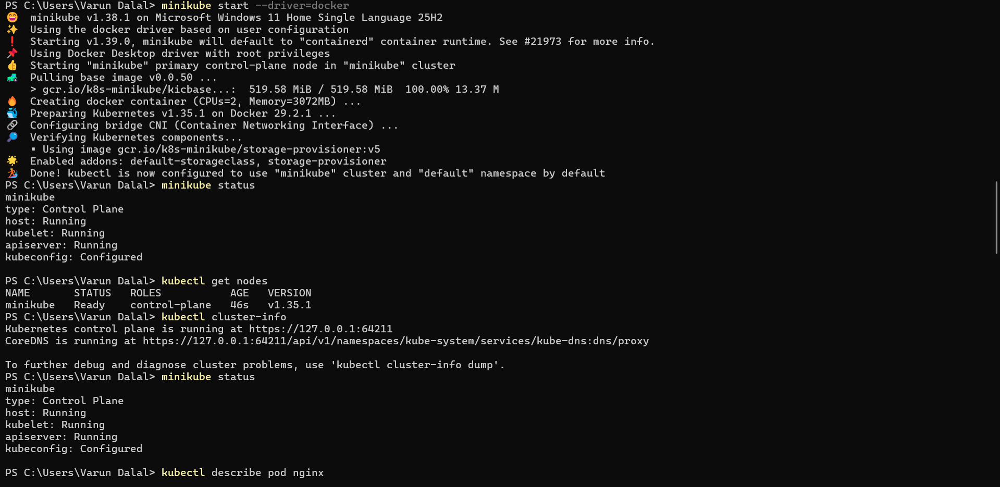 PS C:\Users\Varun Dalal> minikube start --driver=docker
😄  minikube v1.38.1 on Microsoft Windows 11 Home Single Language 25H2
✨  Using the docker driver based on user configuration
❗  Starting v1.39.0, minikube will default to "containerd" container runtime. See #21973 for more info.
📌  Using Docker Desktop driver with root privileges
👍  Starting "minikube" primary control-plane node in "minikube" cluster
🚜  Pulling base image v0.0.50 ...
    > gcr.io/k8s-minikube/kicbase...:  519.58 MiB / 519.58 MiB  100.00% 13.37 M
🔥  Creating docker container (CPUs=2, Memory=3072MB) ...
🐳  Preparing Kubernetes v1.35.1 on Docker 29.2.1 ...
🔗  Configuring bridge CNI (Container Networking Interface) ...
🔎  Verifying Kubernetes components...
    ▪ Using image gcr.io/k8s-minikube/storage-provisioner:v5
🌟  Enabled addons: default-storageclass, storage-provisioner
🏄  Done! kubectl is now configured to use "minikube" cluster and "default" namespace by default
PS C:\Users\Varun Dalal> minikube status
minikube
type: Control Plane
host: Running
kubelet: Running
apiserver: Running
kubeconfig: Configured

PS C:\Users\Varun Dalal> kubectl get nodes
NAME       STATUS   ROLES           AGE   VERSION
minikube   Ready    control-plane   46s   v1.35.1
PS C:\Users\Varun Dalal> kubectl cluster-info
Kubernetes control plane is running at https://127.0.0.1:64211
CoreDNS is running at https://127.0.0.1:64211/api/v1/namespaces/kube-system/services/kube-dns:dns/proxy

To further debug and diagnose cluster problems, use 'kubectl cluster-info dump'.
PS C:\Users\Varun Dalal> minikube status
minikube
type: Control Plane
host: Running
kubelet: Running
apiserver: Running
kubeconfig: Configured

PS C:\Users\Varun Dalal> kubectl describe pod nginx